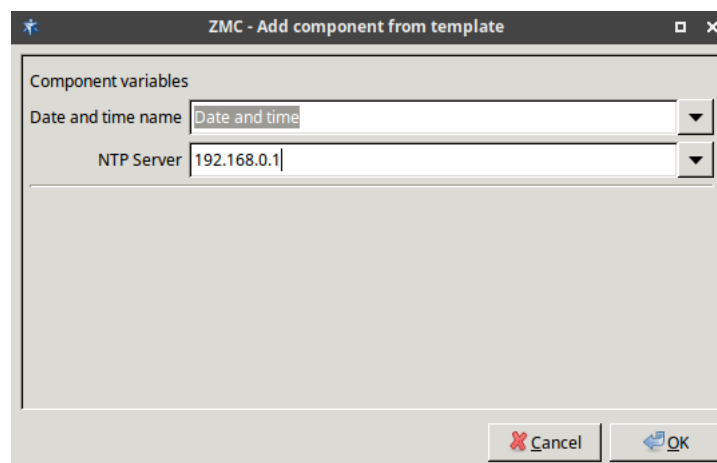 ZMC - Add component from template
Component variables
Date and time name Date and time
NTP Server 192.168.0.1
Cancel OK